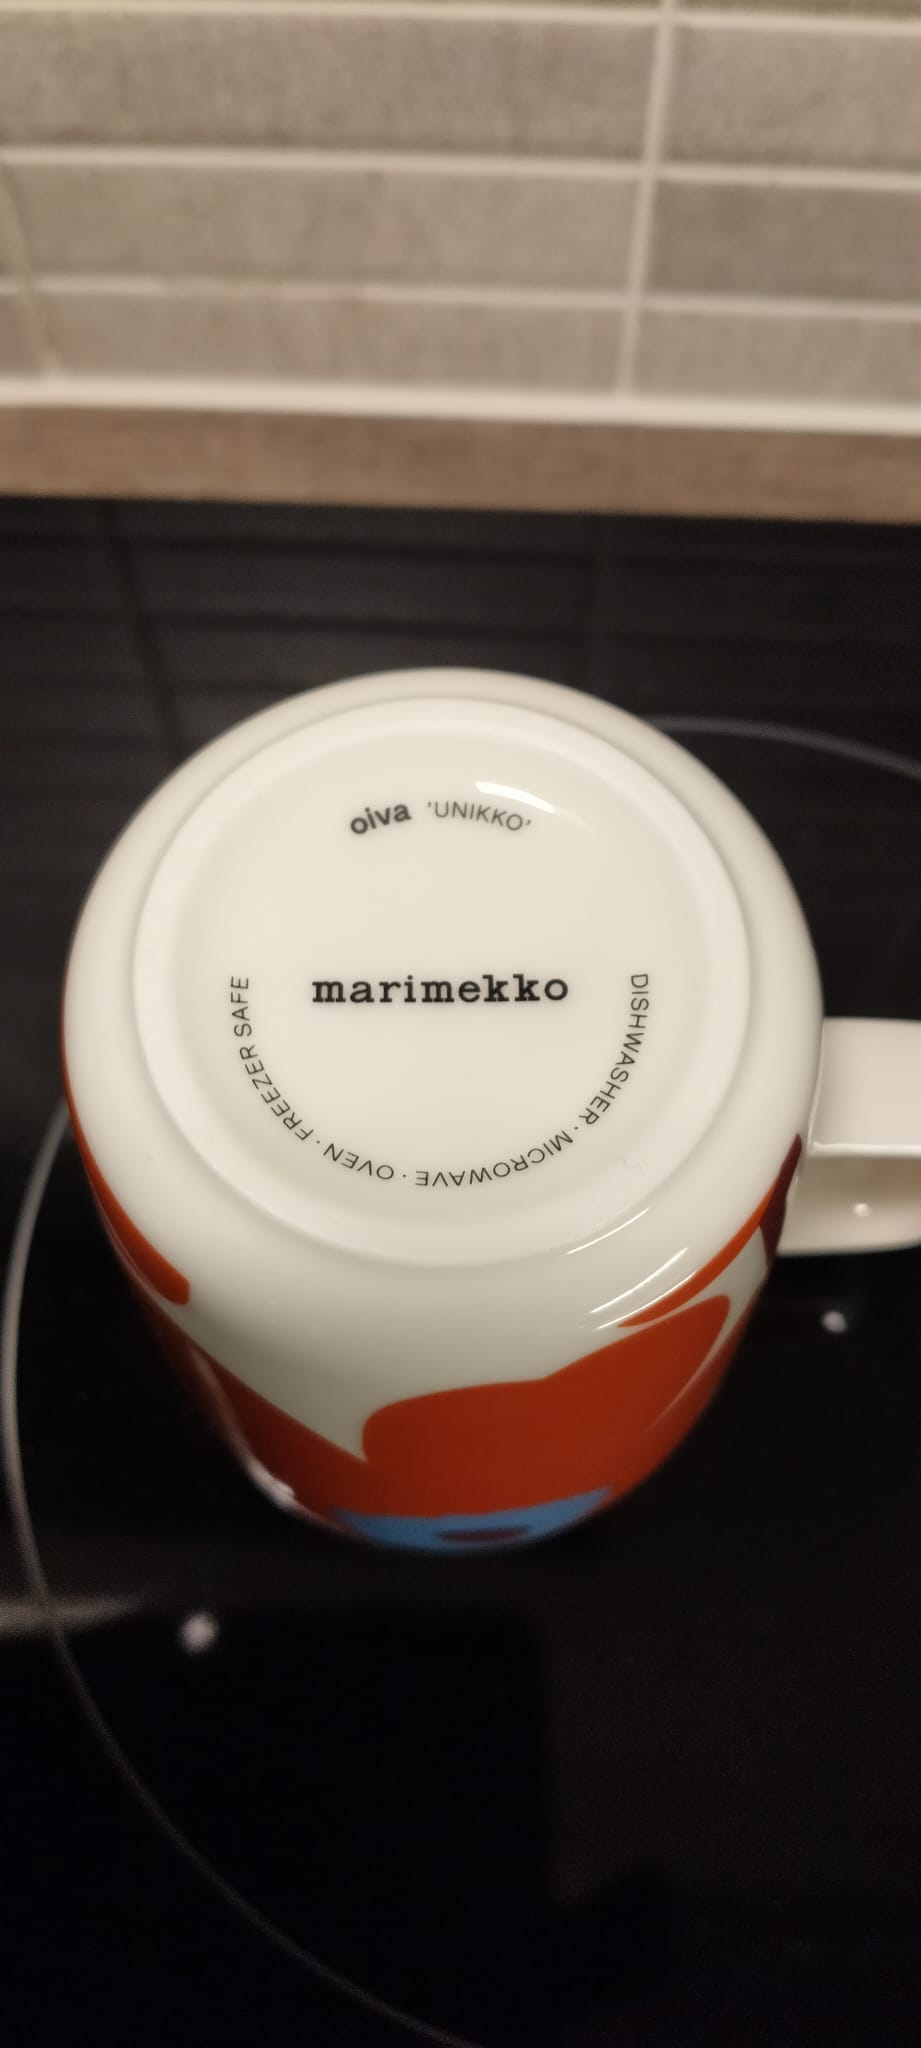 oiva 'UNIKKO'
marimekko
DISHWASHER · MICROWAVE · OVEN · FREEZER SAFE